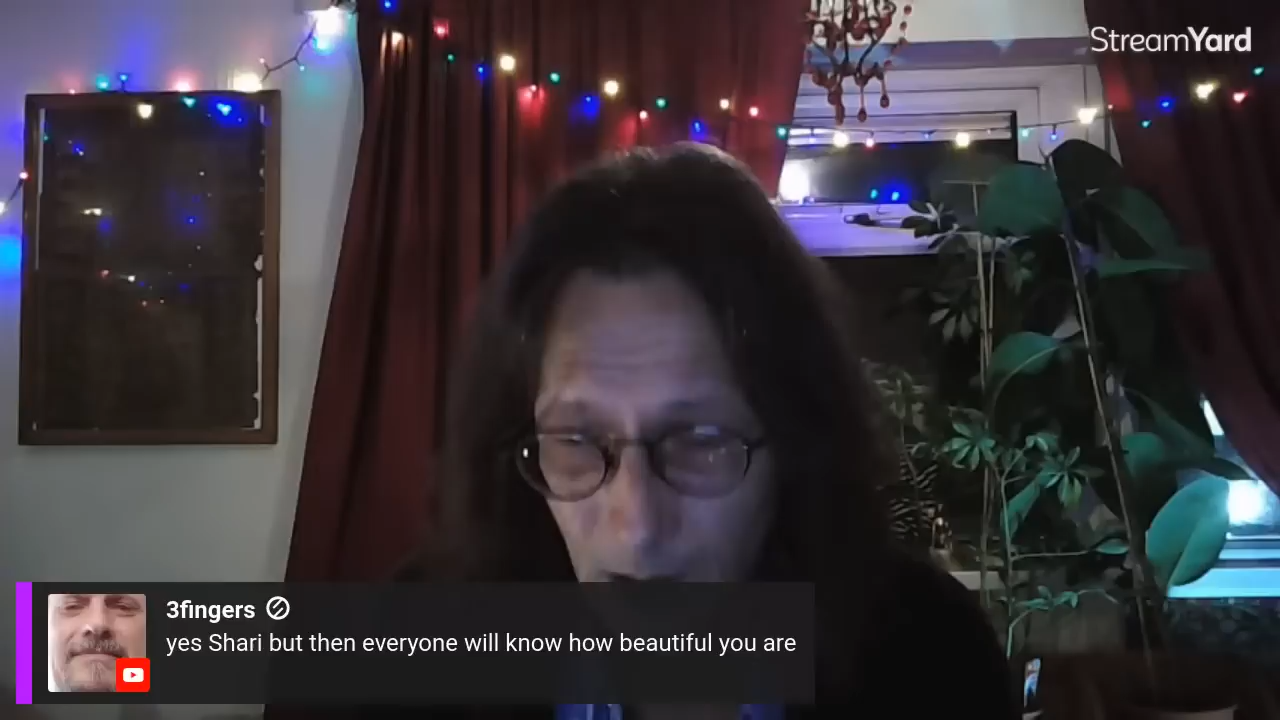 StreamYard
3fingers
yes Shari but then everyone will know how beautiful you are